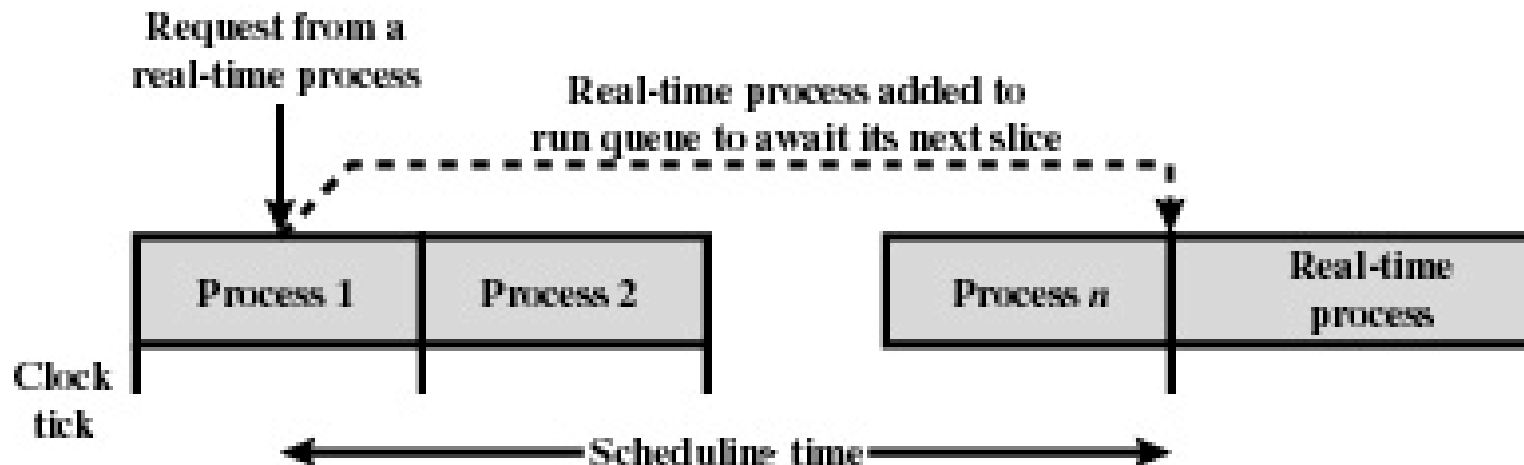 Request from a
real-time process
Real-time process added to
run queue to await its next slice
Process 1
Process 2
Process n
Real-time
process
Clock
tick
Scheduling time